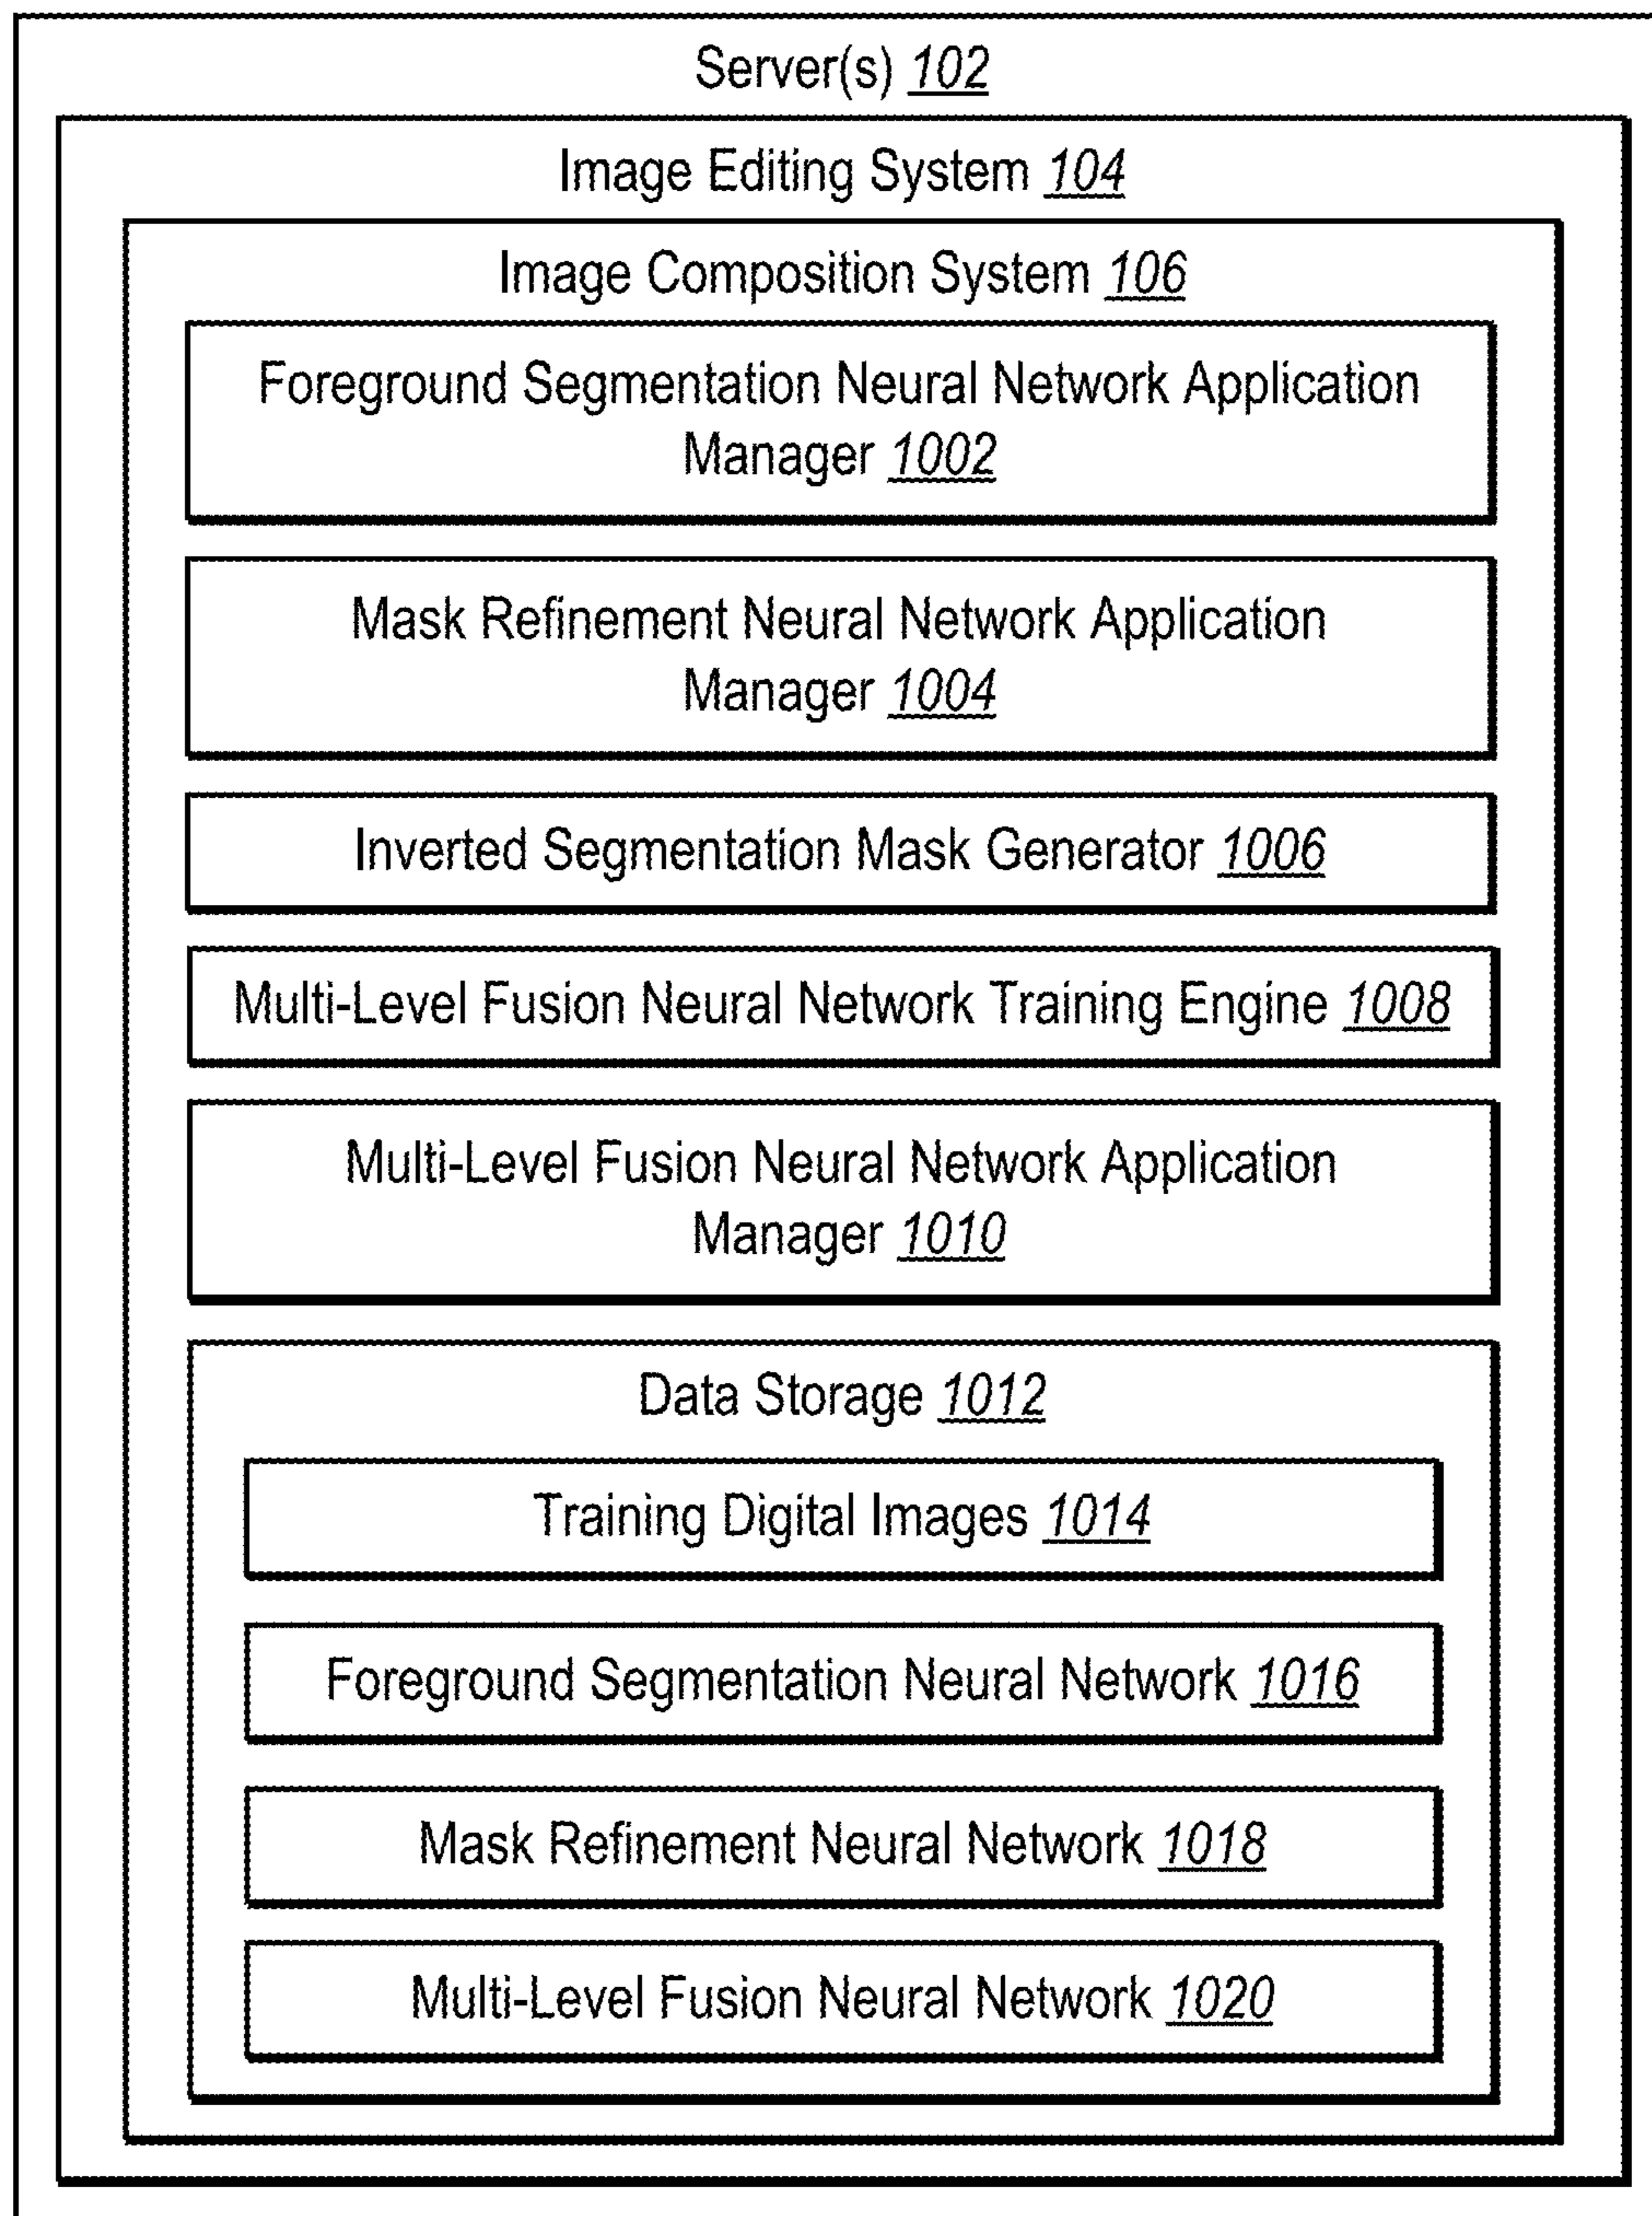 Server(s) 102
Image Editing System 104
Image Composition System 106
Foreground Segmentation Neural Network Application
Manager 1002
Mask Refinement Neural Network Application
Manager 1004
Inverted Segmentation Mask Generator 1006
Multi-Level Fusion Neural Network Training Engine 1008
Multi-Level Fusion Neural Network Application
Manager 1010
Data Storage 1012
Training Digital Images 1014
Foreground Segmentation Neural Network 1016
Mask Refinement Neural Network 1018
Multi-Level Fusion Neural Network 1020